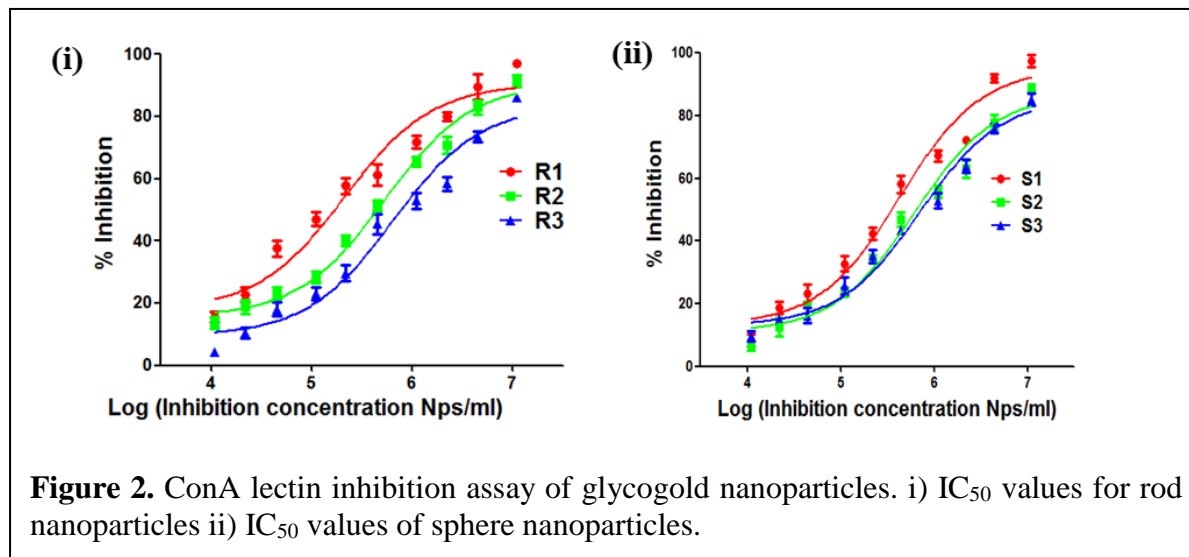 (i)
100
80
60
40
20
0
% Inhibition
R1
R2
R3
4 5 6 7
Log (Inhibition concentration Nps/ml)
(ii)
100
80
60
40
20
0
% Inhibition
S1
S2
S3
4 5 6 7
Log (Inhibition concentration Nps/ml)
Figure 2. ConA lectin inhibition assay of glycogold nanoparticles. i) IC50 values for rod
nanoparticles ii) IC50 values of sphere nanoparticles.